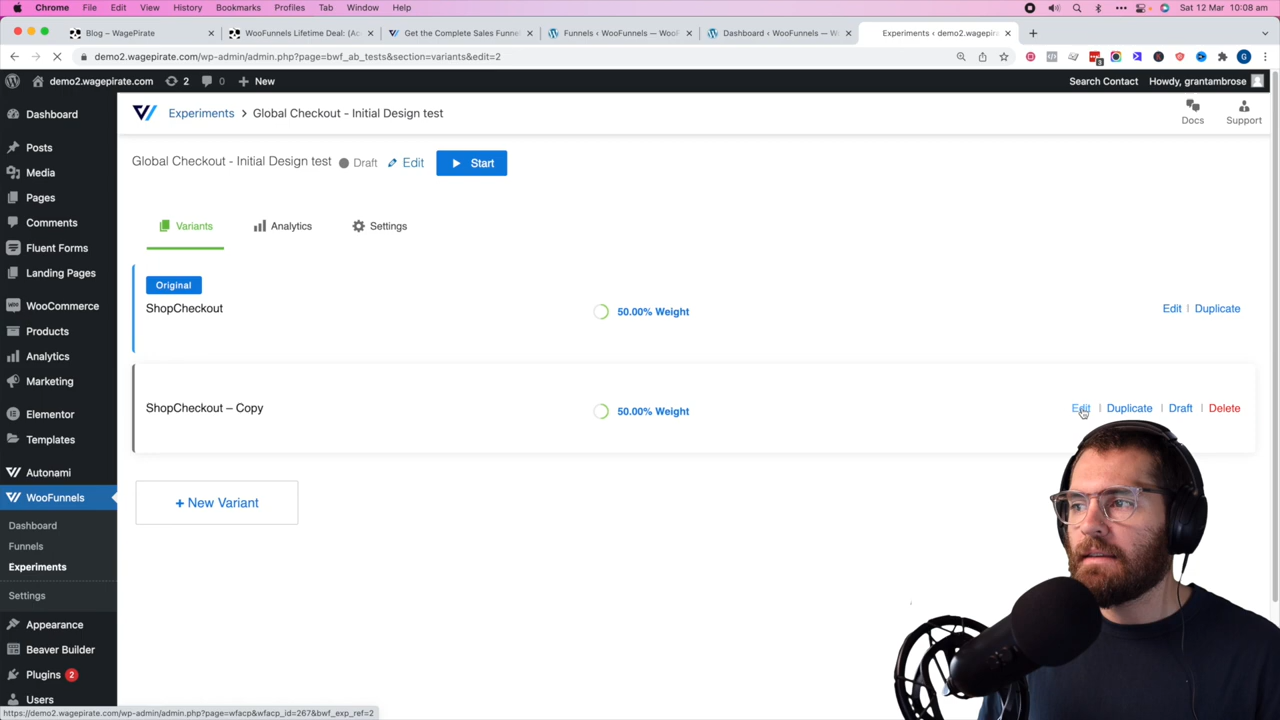 Chrome File Edit View History Bookmarks Profiles Tab Window Help Sat 12 Mar 10:08 am
Blog – WagePirate × WooFunnels Lifetime Deal: (Ac × Get the Complete Sales Funnel × Funnels ‹ WooFunnels — Woo × Dashboard ‹ WooFunnels — W × Experiments ‹ demo2.wagepira ×
demo2.wagepirate.com/wp-admin/admin.php?page=bwf_ab_tests&section=variants&edit=2
demo2.wagepirate.com 2 0 New Search Contact Howdy, grantambrose
Dashboard
Posts
Media
Pages
Comments
Fluent Forms
Landing Pages
WooCommerce
Products
Analytics
Marketing
Elementor
Templates
Autonami
WooFunnels
Dashboard
Funnels
Experiments
Settings
Appearance
Beaver Builder
Plugins 2
Users
Experiments > Global Checkout - Initial Design test
Docs Support
Global Checkout - Initial Design test Draft Edit Start
Variants Analytics Settings
Original
ShopCheckout 50.00% Weight Edit | Duplicate
ShopCheckout – Copy 50.00% Weight Edit | Duplicate | Draft | Delete
+ New Variant
https://demo2.wagepirate.com/wp-admin/admin.php?page=wfacp&wfacp_id=267&bwf_exp_ref=2